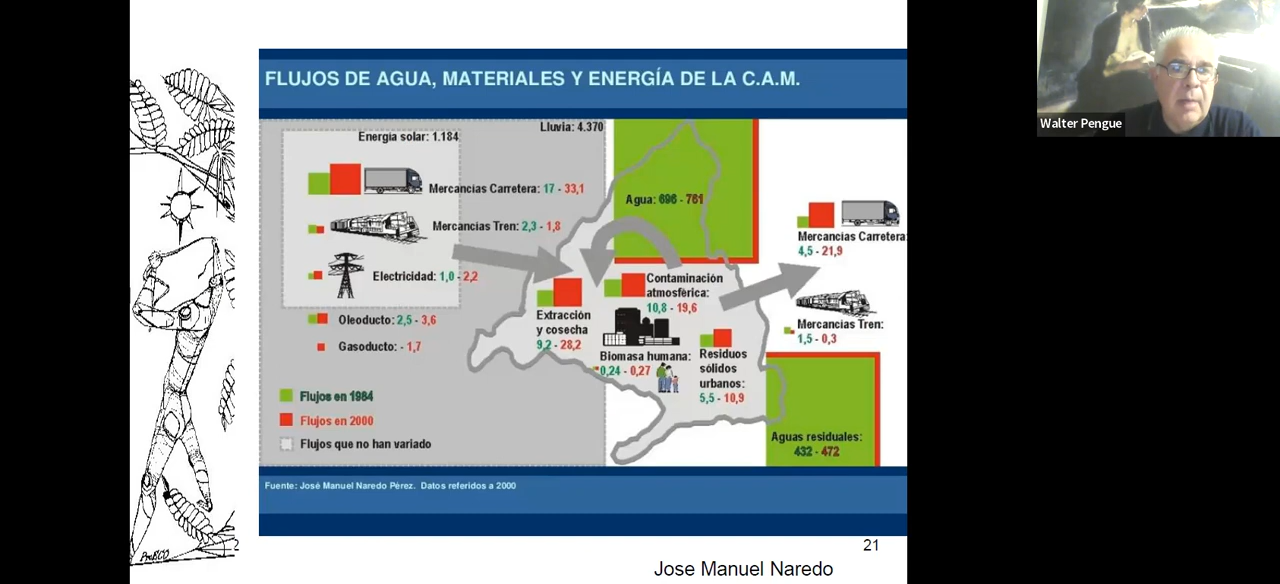 Walter Pengue
FLUJOS DE AGUA, MATERIALES Y ENERGÍA DE LA C.A.M.
Lluvia: 4.370
Energia solar: 1.184
Mercancias Carretera: 17 - 33,1
Mercancias Tren: 2,3 - 1,8
Electricidad: 1,0 - 2,2
Oleoducto: 2,5 - 3,6
Gasoducto: - 1,7
Flujos en 1984
Flujos en 2000
Flujos que no han variado
Agua: 696 - 761
Extracción
y cosecha
9,2 - 28,2
Contaminación
atmosférica:
10,8 - 19,6
Biomasa humana:
0,24 - 0,27
Residuos
sólidos
urbanos:
5,5 - 10,9
Mercancías Carretera:
4,5 - 21,9
Mercancías Tren:
1,5 - 0,3
Aguas residuales:
432 - 472
Fuente: José Manuel Naredo Pérez. Datos referidos a 2000
ProECO
2
21
Jose Manuel Naredo